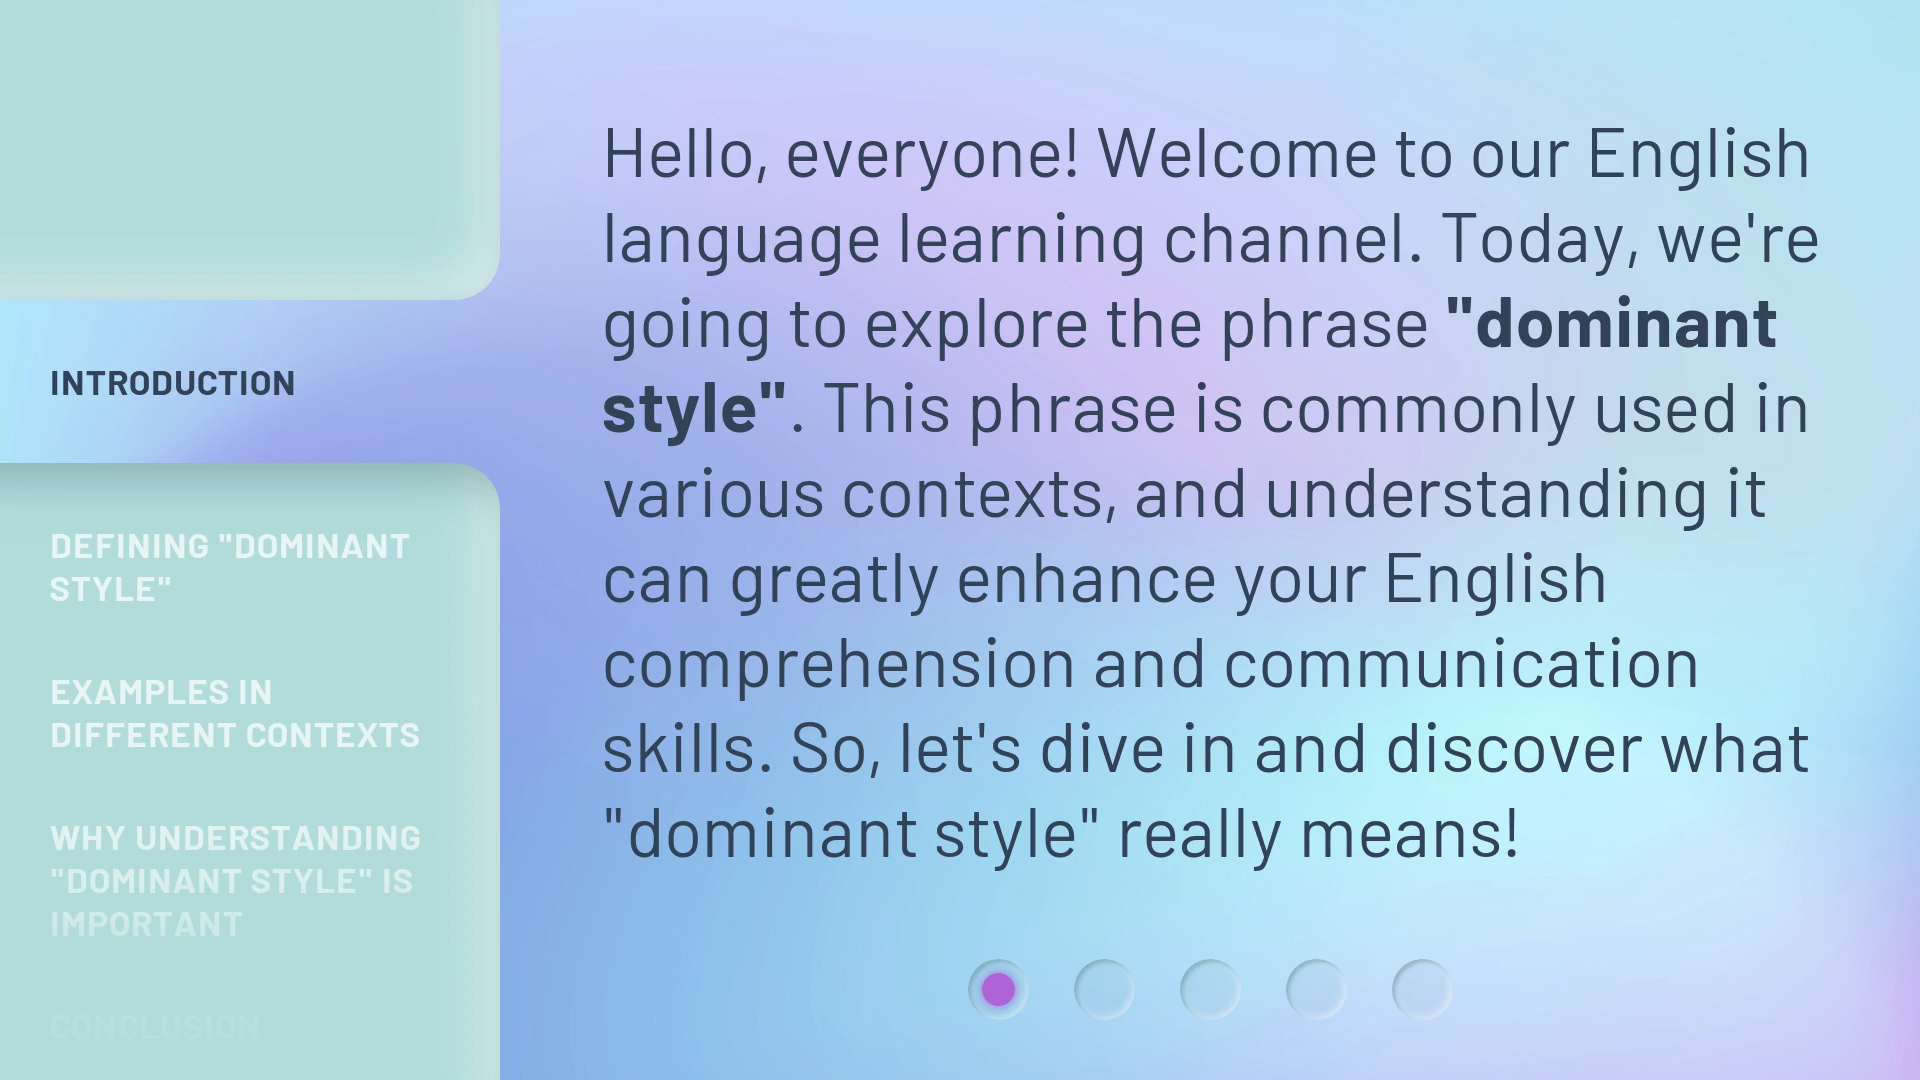 INTRODUCTION
DEFINING "DOMINANT
STYLE"
EXAMPLES IN
DIFFERENT CONTEXTS
WHY UNDERSTANDING
"DOMINANT STYLE" IS
IMPORTANT
CONCLUSION
Hello, everyone! Welcome to our English
language learning channel. Today, we're
going to explore the phrase "dominant
style". This phrase is commonly used in
various contexts, and understanding it
can greatly enhance your English
comprehension and communication
skills. So, let's dive in and discover what
"dominant style" really means!